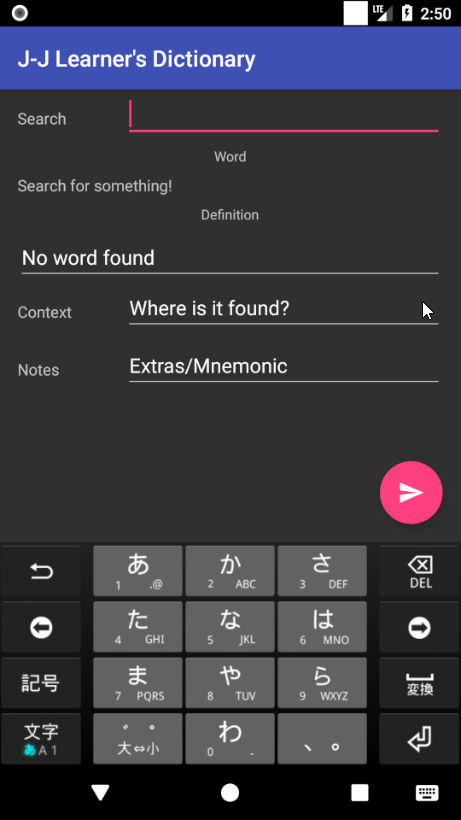 LTE 2:50
J-J Learner's Dictionary
Search
Word
Search for something!
Definition
No word found
Context Where is it found?
Notes Extras/Mnemonic
あ 1 .@ か 2 ABC さ 3 DEF DEL
た 4 GHI な 5 JKL は 6 MNO
記号 ま 7 PQRS や 8 TUV ら 9 WXYZ 変換
文字 あ A 1 ゛ ゜ 大⇔小 わ 0 - 、 。